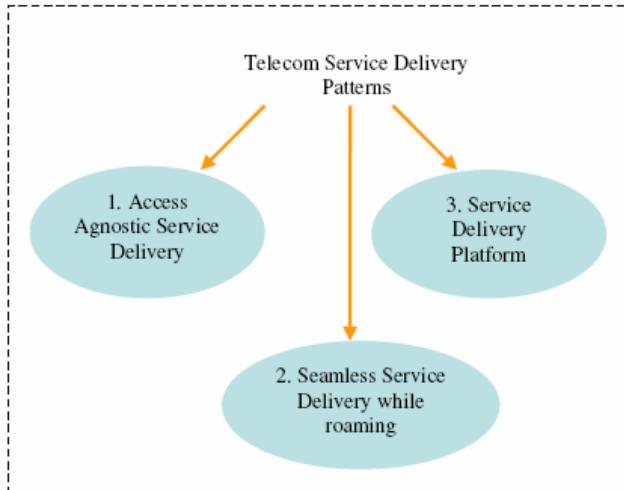 Telecom Service Delivery
Patterns
1. Access
Agnostic Service
Delivery
3. Service
Delivery
Platform
2. Seamless Service
Delivery while
roaming